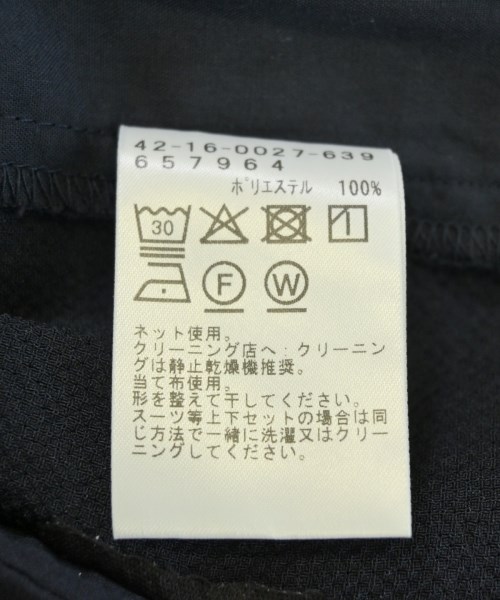 42-16-0027-639
657964
ポリエステル 100%
30
F W
ネット使用。
クリーニング店へ・クリーニン
グは静止乾燥機推奨。
当て布使用。
形を整えて干してください。
スーツ等上下セットの場合は同
じ方法で一緒に洗濯又はクリー
ニングしてください。